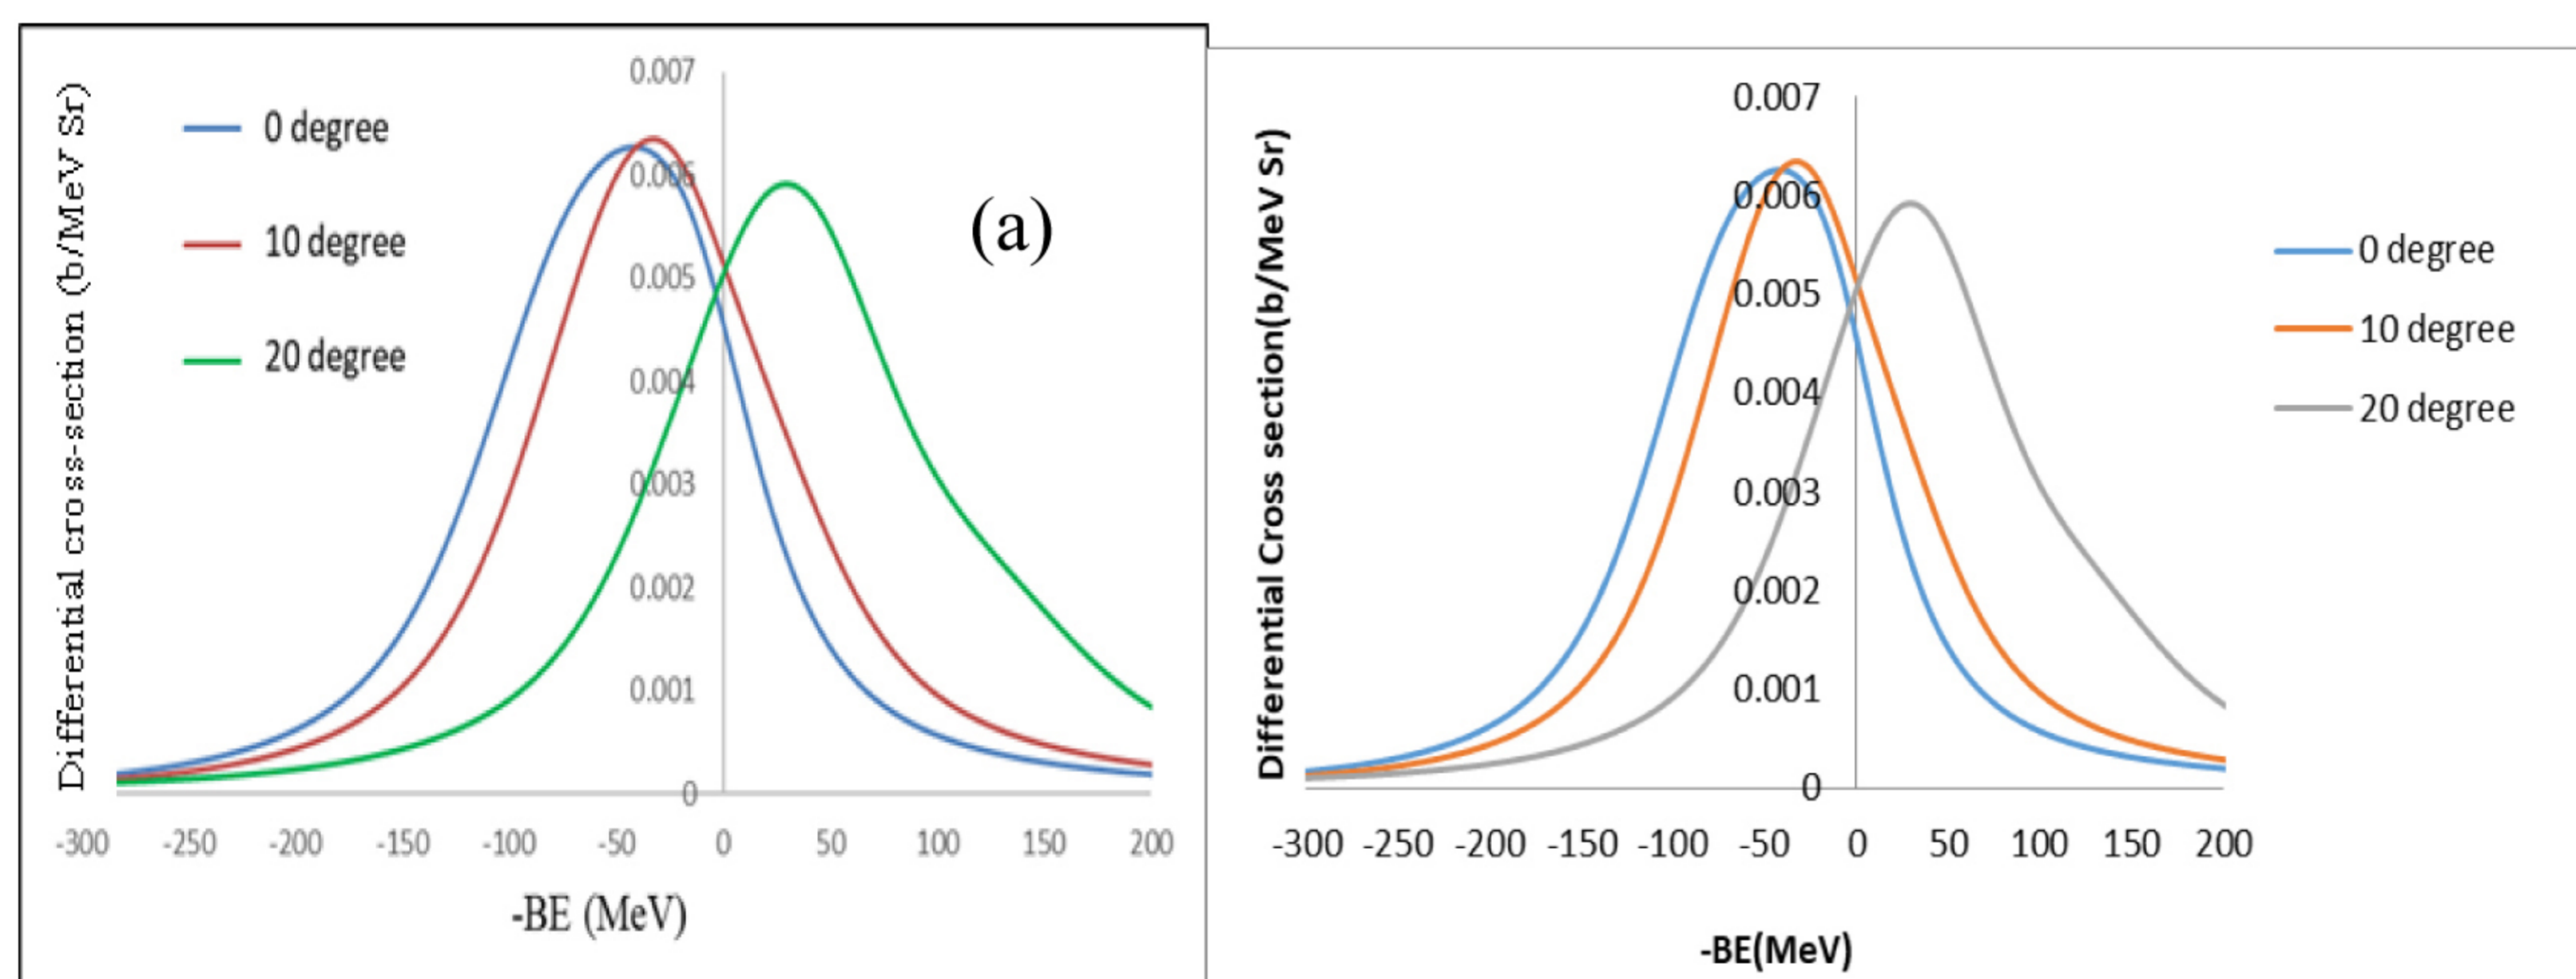 Differential cross-section (b/MeV Sr)
0 degree
10 degree
20 degree
(a)
0.007
0.006
0.005
0.004
0.003
0.002
0.001
0
-300 -250 -200 -150 -100 -50 0 50 100 150 200
-BE (MeV)
Differential Cross section(b/MeV Sr)
0.007
0.006
0.005
0.004
0.003
0.002
0.001
0
-300 -250 -200 -150 -100 -50 0 50 100 150 200
-BE(MeV)
0 degree
10 degree
20 degree